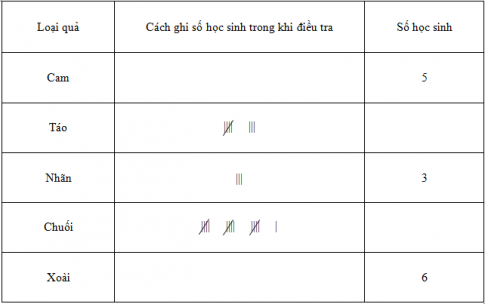 Loại quả Cách ghi số học sinh trong khi điều tra Số học sinh
Cam 5
Táo
Nhãn 3
Chuối
Xoài 6